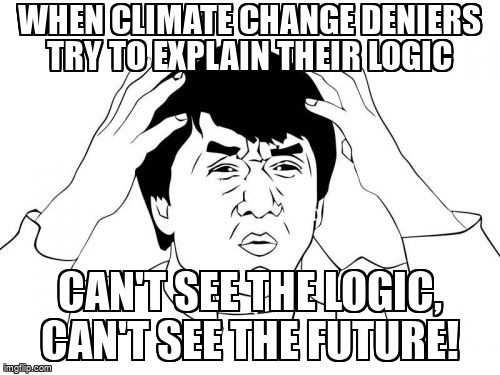 WHEN CLIMATE CHANGE DENIERS
TRY TO EXPLAIN THEIR LOGIC
CAN'T SEE THE LOGIC,
CAN'T SEE THE FUTURE!
imgflip.com